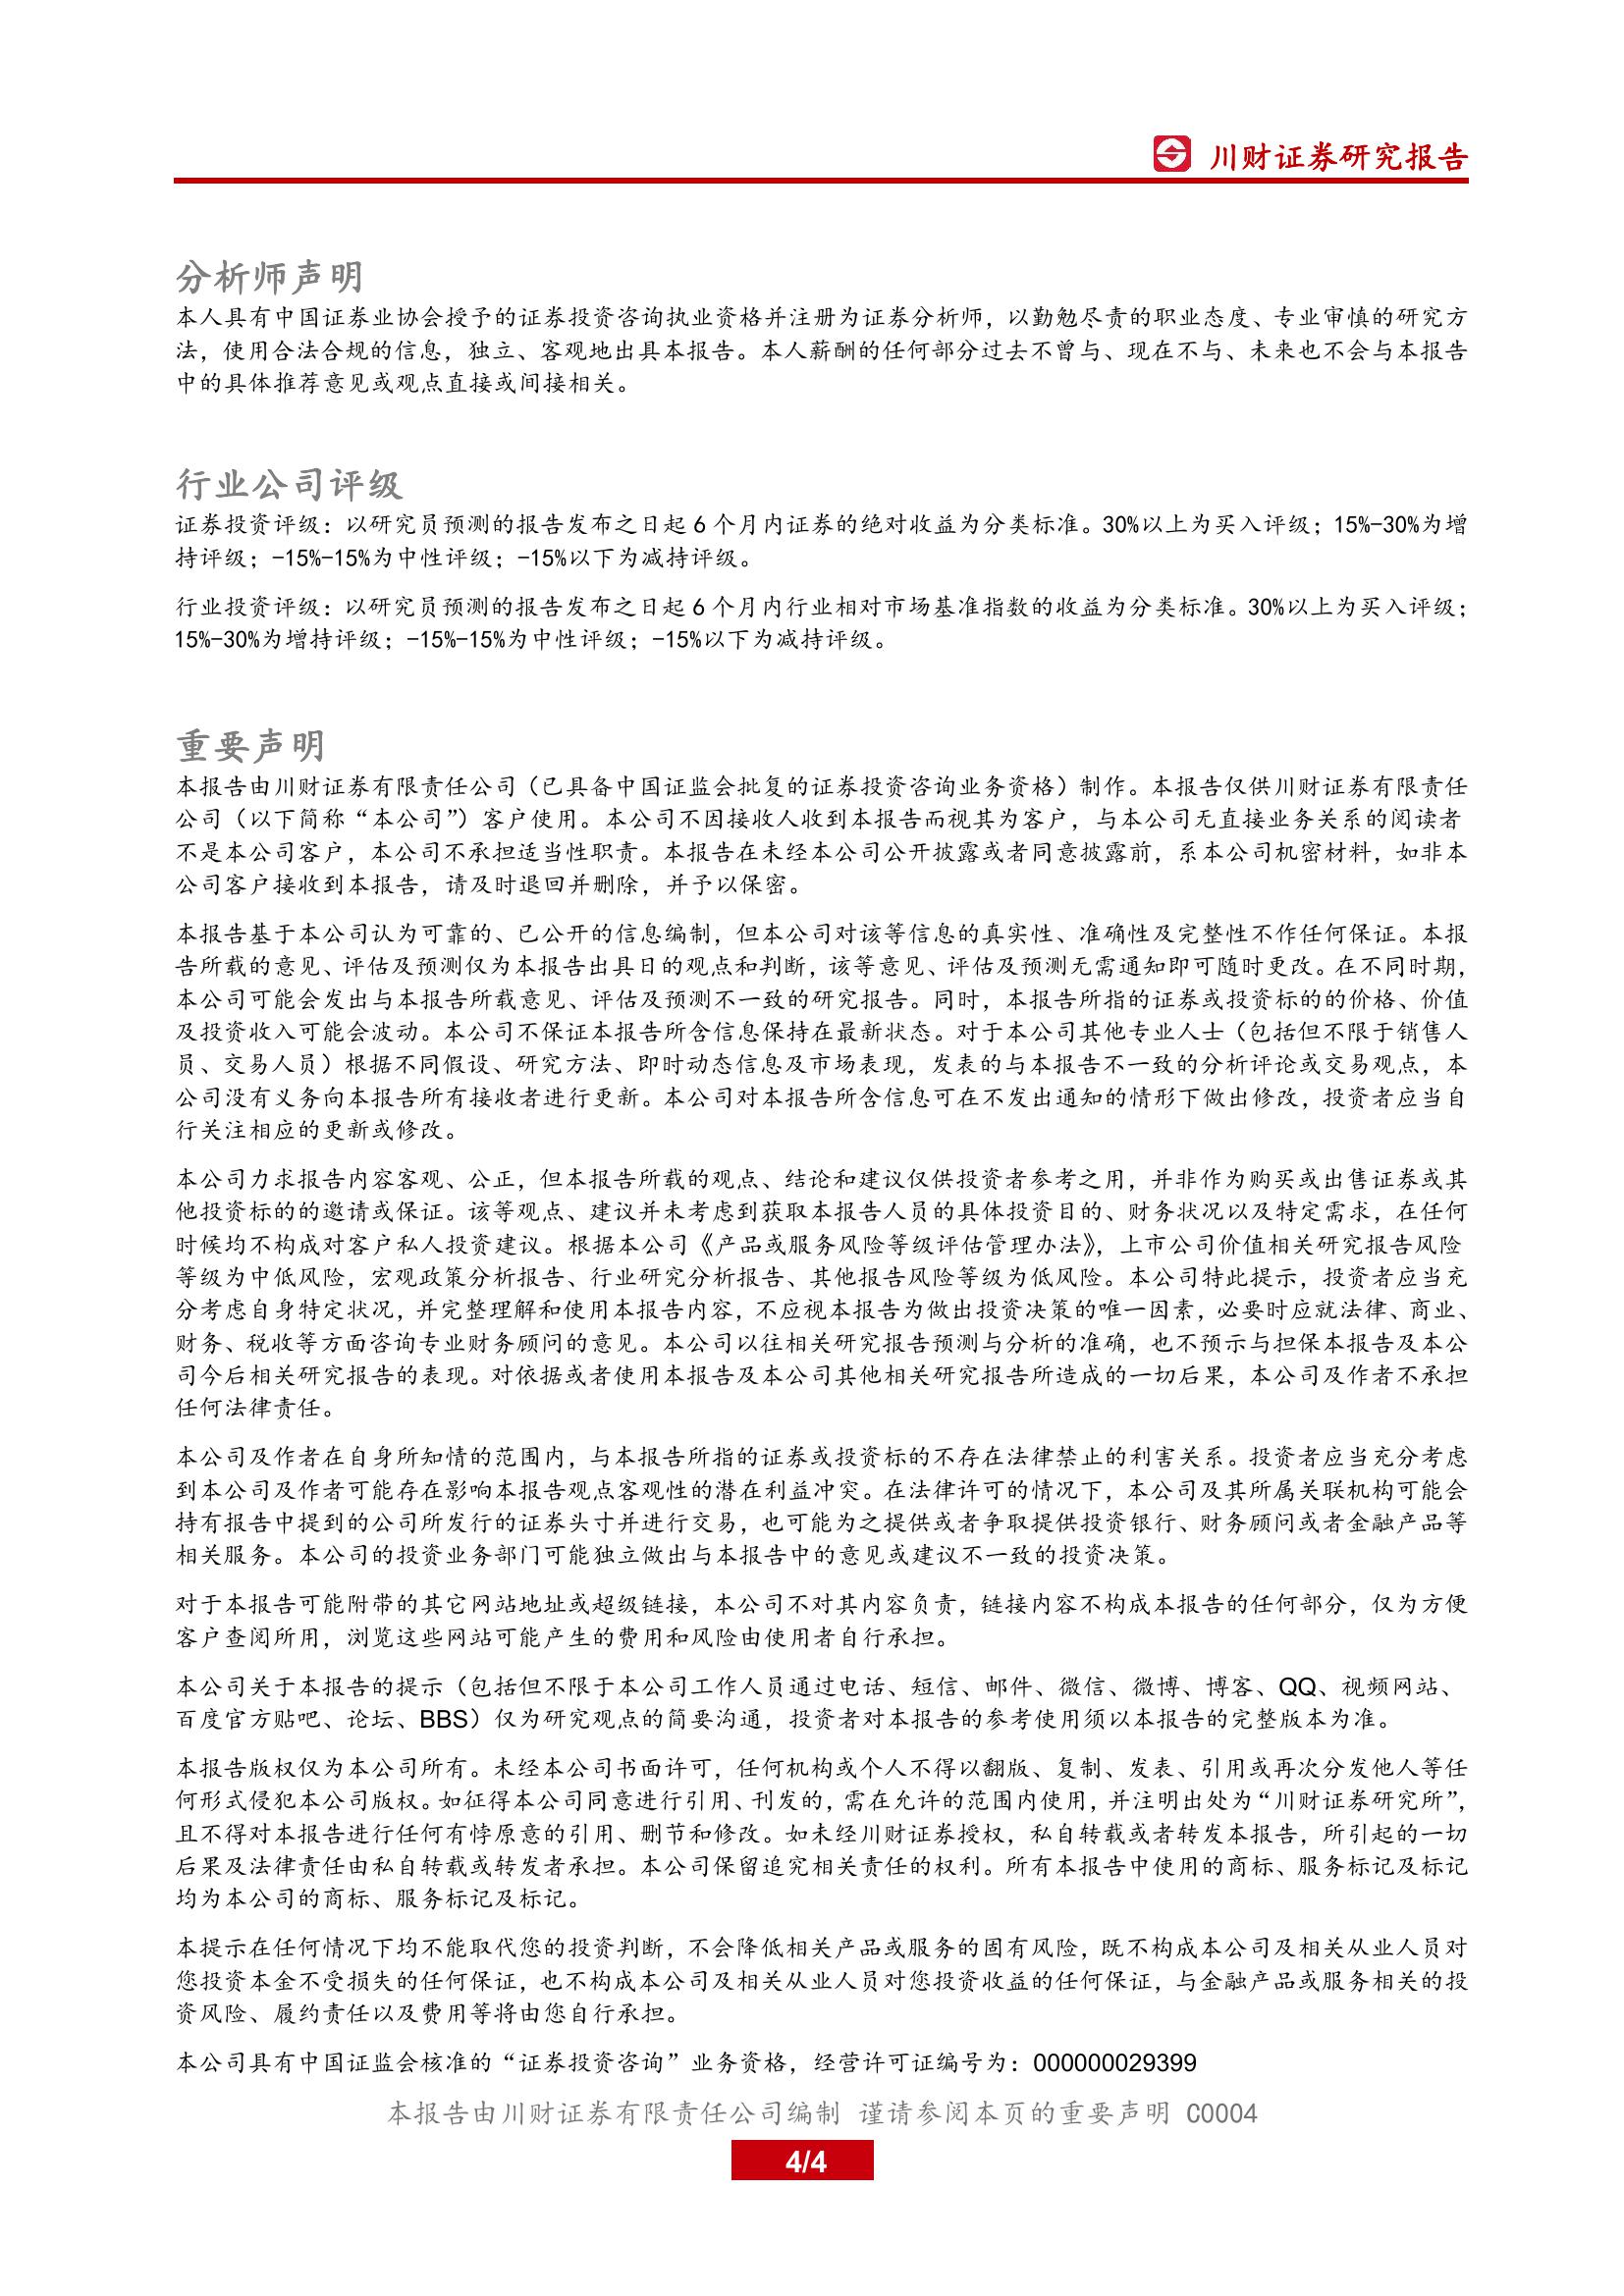 川财证券研究报告
分析师声明
本人具有中国证券业协会授予的证券投资咨询执业资格并注册为证券分析师，以勤勉尽责的职业态度、专业审慎的研究方
法，使用合法合规的信息，独立、客观地出具本报告。本人薪酬的任何部分过去不曾与、现在不与、未来也不会与本报告
中的具体推荐意见或观点直接或间接相关。
行业公司评级
证券投资评级：以研究员预测的报告发布之日起 6 个月内证券的绝对收益为分类标准。30%以上为买入评级；15%-30%为增
持评级；-15%-15%为中性评级；-15%以下为减持评级。
行业投资评级：以研究员预测的报告发布之日起 6 个月内行业相对市场基准指数的收益为分类标准。30%以上为买入评级；
15%-30%为增持评级；-15%-15%为中性评级；-15%以下为减持评级。
重要声明
本报告由川财证券有限责任公司（已具备中国证监会批复的证券投资咨询业务资格）制作。本报告仅供川财证券有限责任
公司（以下简称“本公司”）客户使用。本公司不因接收人收到本报告而视其为客户，与本公司无直接业务关系的阅读者
不是本公司客户，本公司不承担适当性职责。本报告在未经本公司公开披露或者同意披露前，系本公司机密材料，如非本
公司客户接收到本报告，请及时退回并删除，并予以保密。
本报告基于本公司认为可靠的、已公开的信息编制，但本公司对该等信息的真实性、准确性及完整性不作任何保证。本报
告所载的意见、评估及预测仅为本报告出具日的观点和判断，该等意见、评估及预测无需通知即可随时更改。在不同时期，
本公司可能会发出与本报告所载意见、评估及预测不一致的研究报告。同时，本报告所指的证券或投资标的的价格、价值
及投资收入可能会波动。本公司不保证本报告所含信息保持在最新状态。对于本公司其他专业人士（包括但不限于销售人
员、交易人员）根据不同假设、研究方法、即时动态信息及市场表现，发表的与本报告不一致的分析评论或交易观点，本
公司没有义务向本报告所有接收者进行更新。本公司对本报告所含信息可在不发出通知的情形下做出修改，投资者应当自
行关注相应的更新或修改。
本公司力求报告内容客观、公正，但本报告所载的观点、结论和建议仅供投资者参考之用，并非作为购买或出售证券或其
他投资标的的邀请或保证。该等观点、建议并未考虑到获取本报告人员的具体投资目的、财务状况以及特定需求，在任何
时候均不构成对客户私人投资建议。根据本公司《产品或服务风险等级评估管理办法》，上市公司价值相关研究报告风险
等级为中低风险，宏观政策分析报告、行业研究分析报告、其他报告风险等级为低风险。本公司特此提示，投资者应当充
分考虑自身特定状况，并完整理解和使用本报告内容，不应视本报告为做出投资决策的唯一因素，必要时应就法律、商业、
财务、税收等方面咨询专业财务顾问的意见。本公司以往相关研究报告预测与分析的准确，也不预示与担保本报告及本公
司今后相关研究报告的表现。对依据或者使用本报告及本公司其他相关研究报告所造成的一切后果，本公司及作者不承担
任何法律责任。
本公司及作者在自身所知情的范围内，与本报告所指的证券或投资标的不存在法律禁止的利害关系。投资者应当充分考虑
到本公司及作者可能存在影响本报告观点客观性的潜在利益冲突。在法律许可的情况下，本公司及其所属关联机构可能会
持有报告中提到的公司所发行的证券头寸并进行交易，也可能为之提供或者争取提供投资银行、财务顾问或者金融产品等
相关服务。本公司的投资业务部门可能独立做出与本报告中的意见或建议不一致的投资决策。
对于本报告可能附带的其它网站地址或超级链接，本公司不对其内容负责，链接内容不构成本报告的任何部分，仅为方便
客户查阅所用，浏览这些网站可能产生的费用和风险由使用者自行承担。
本公司关于本报告的提示（包括但不限于本公司工作人员通过电话、短信、邮件、微信、微博、博客、QQ、视频网站、
百度官方贴吧、论坛、BBS）仅为研究观点的简要沟通，投资者对本报告的参考使用须以本报告的完整版本为准。
本报告版权仅为本公司所有。未经本公司书面许可，任何机构或个人不得以翻版、复制、发表、引用或再次分发他人等任
何形式侵犯本公司版权。如征得本公司同意进行引用、刊发的，需在允许的范围内使用，并注明出处为“川财证券研究所”，
且不得对本报告进行任何有悖原意的引用、删节和修改。如未经川财证券授权，私自转载或者转发本报告，所引起的一切
后果及法律责任由私自转载或转发者承担。本公司保留追究相关责任的权利。所有本报告中使用的商标、服务标记及标记
均为本公司的商标、服务标记及标记。
本提示在任何情况下均不能取代您的投资判断，不会降低相关产品或服务的固有风险，既不构成本公司及相关从业人员对
您投资本金不受损失的任何保证，也不构成本公司及相关从业人员对您投资收益的任何保证，与金融产品或服务相关的投
资风险、履约责任以及费用等将由您自行承担。
本公司具有中国证监会核准的“证券投资咨询”业务资格，经营许可证编号为：000000029399
本报告由川财证券有限责任公司编制 谨请参阅本页的重要声明 C0004
4/4